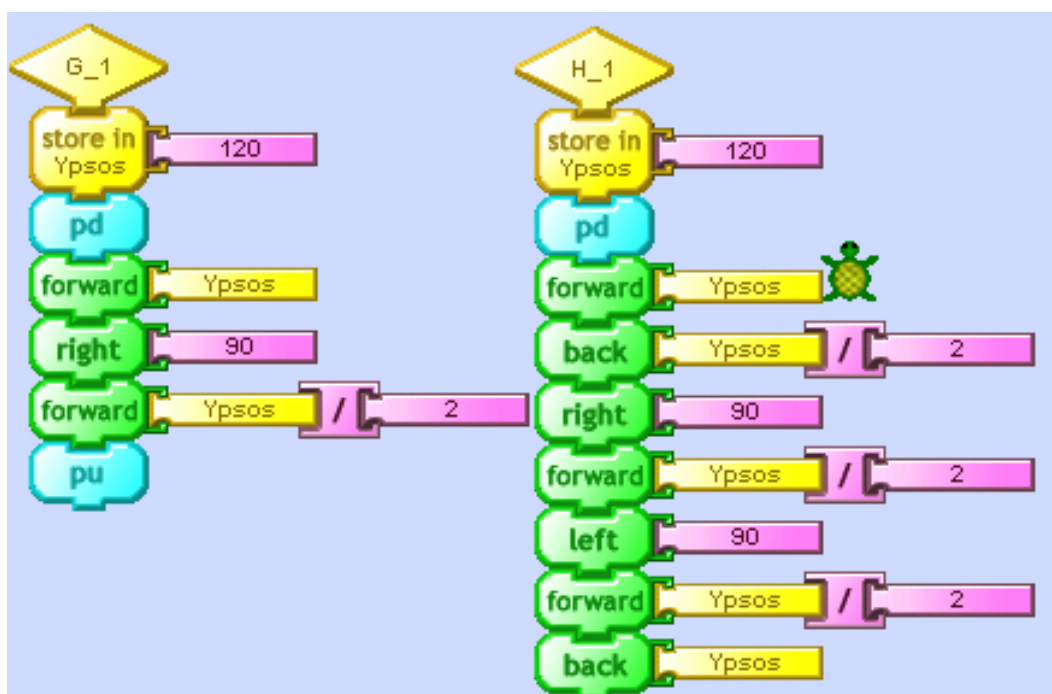 G_1
store in
Ypsos
120
pd
forward Ypsos
right 90
forward Ypsos / 2
pu
H_1
store in
Ypsos
120
pd
forward Ypsos
back Ypsos / 2
right 90
forward Ypsos / 2
left 90
forward Ypsos / 2
back Ypsos